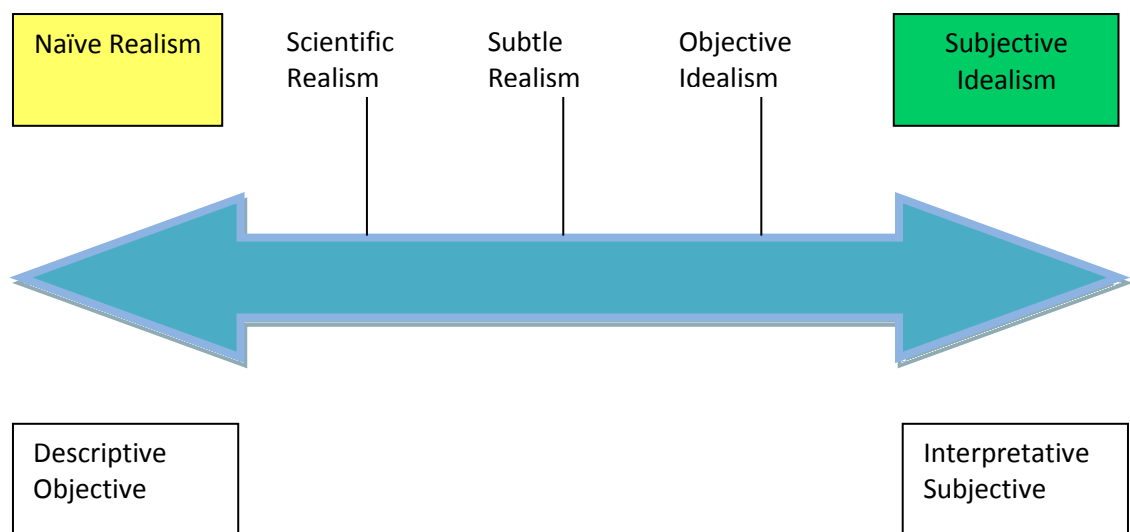 Naïve Realism
Scientific
Realism
Subtle
Realism
Objective
Idealism
Subjective
Idealism
Descriptive
Objective
Interpretative
Subjective